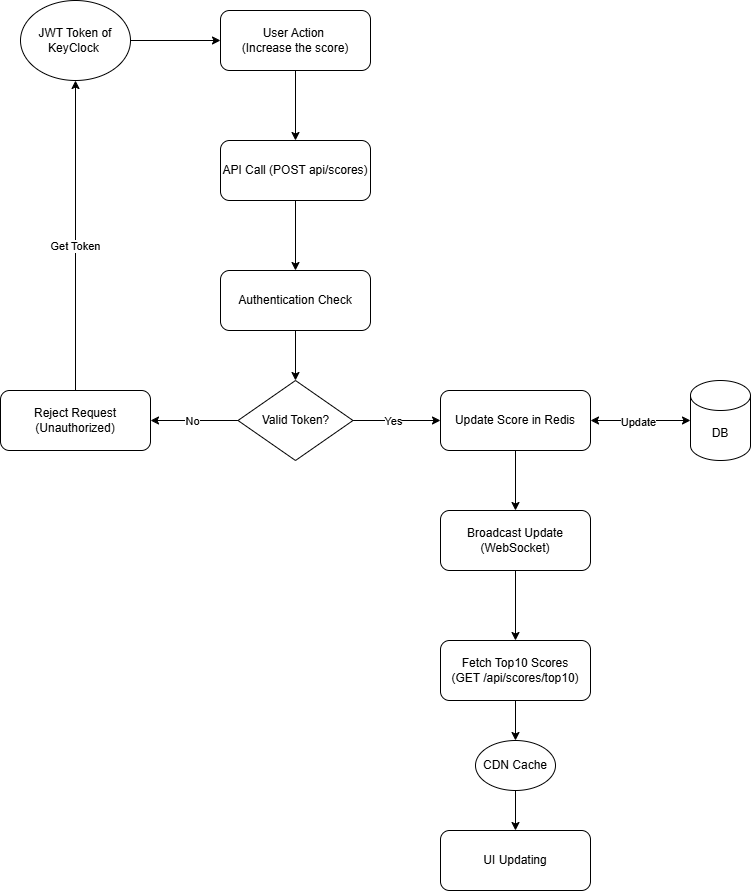 JWT Token of
KeyClock
User Action
(Increase the score)
API Call (POST api/scores)
Get Token
Authentication Check
Reject Request
(Unauthorized)
No
Valid Token?
Yes
Update Score in Redis
Update
DB
Broadcast Update
(WebSocket)
Fetch Top10 Scores
(GET /api/scores/top10)
CDN Cache
UI Updating